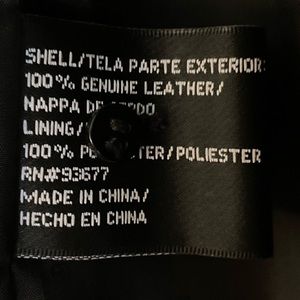 SHELL/TELA PARTE EXTERIOR:
100% GENUINE LEATHER/
NAPPA DE
LINING/
100% POLYESTER/POLIESTER
RN#93677
MADE IN CHINA/
HECHO EN CHINA